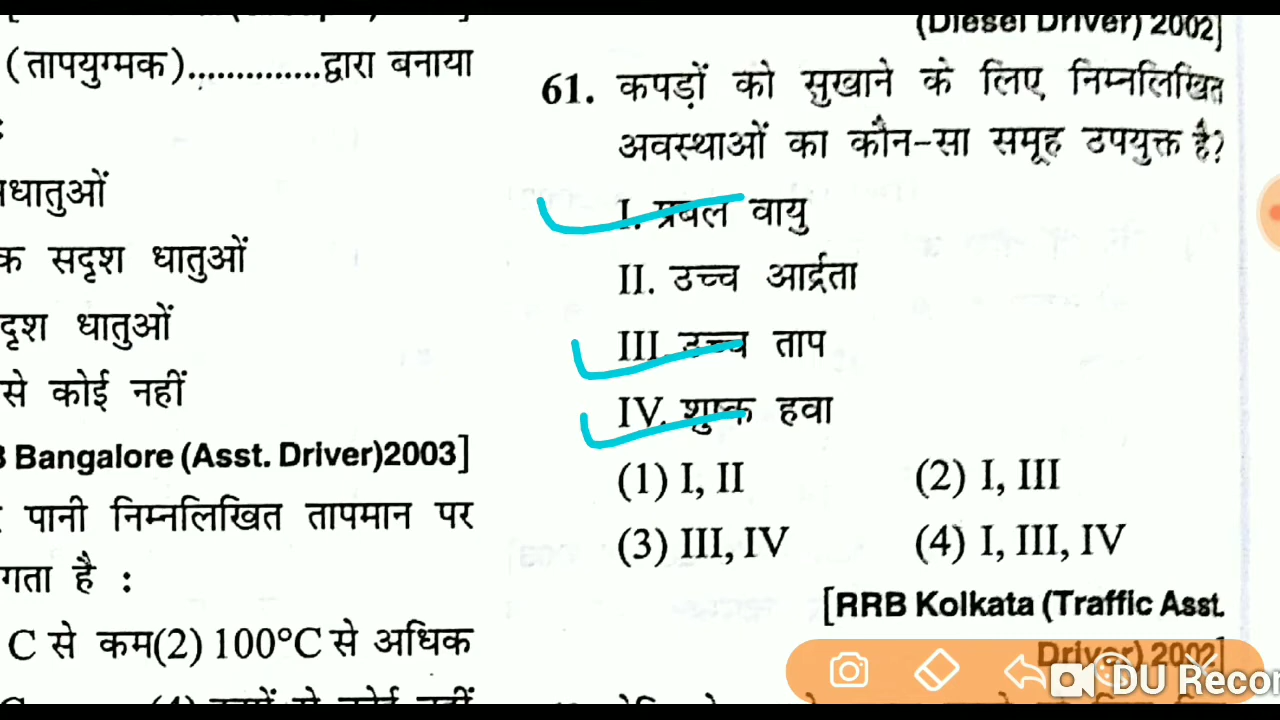 (तापयुग्मक)..............द्वारा बनाया
धातुओं
क सदृश धातुओं
दृश धातुओं
से कोई नहीं
B Bangalore (Asst. Driver)2003]
पानी निम्नलिखित तापमान पर
गता है :
C से कम(2) 100°C से अधिक
(Diesel Driver) 2002]
61. कपड़ों को सुखाने के लिए निम्नलिखित
अवस्थाओं का कौन-सा समूह उपयुक्त है?
I. प्रबल वायु
II. उच्च आर्द्रता
III. उच्च ताप
IV. शुष्क हवा
(1) I, II (2) I, III
(3) III, IV (4) I, III, IV
[RRB Kolkata (Traffic Asst.
Driver) 2002]
DU Recor